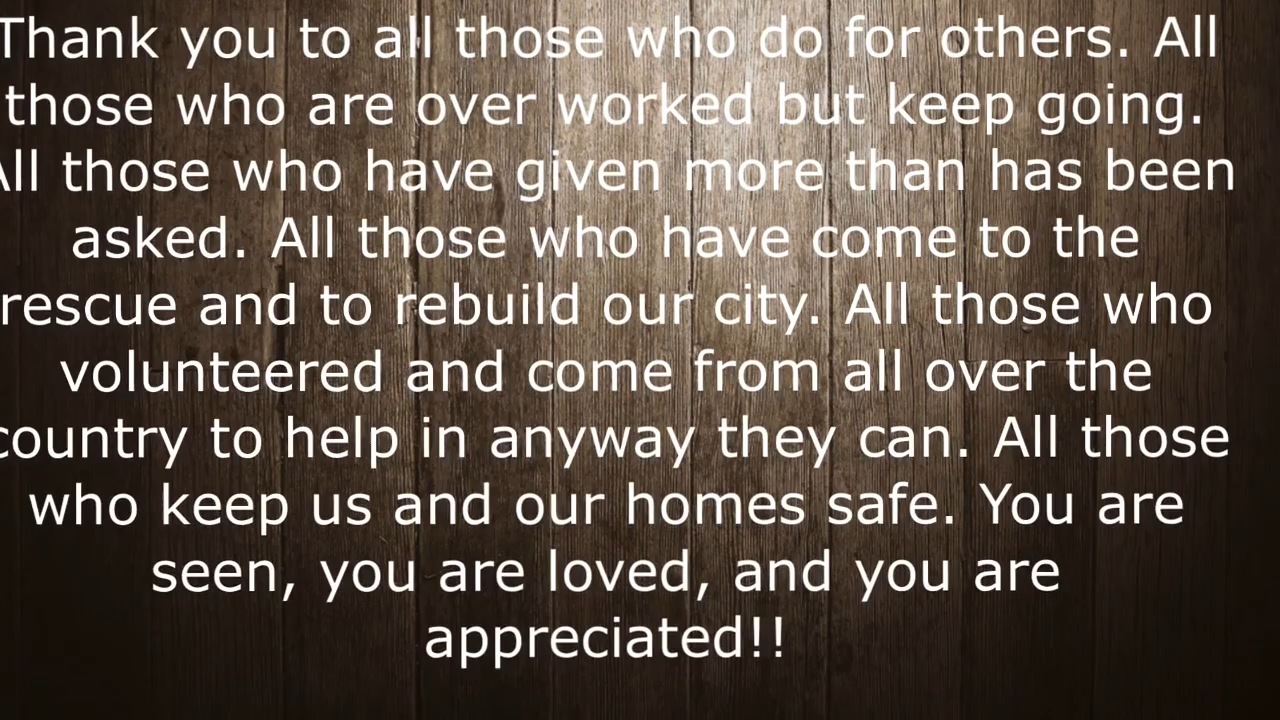 Thank you to all those who do for others. All
those who are over worked but keep going.
All those who have given more than has been
asked. All those who have come to the
rescue and to rebuild our city. All those who
volunteered and come from all over the
country to help in anyway they can. All those
who keep us and our homes safe. You are
seen, you are loved, and you are
appreciated!!